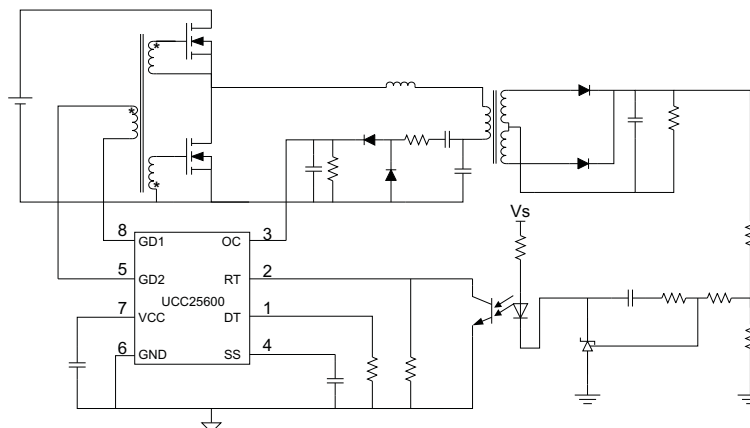 Vs
8 GD1 OC 3
5 GD2 RT 2
UCC25600
7 VCC DT 1
6 GND SS 4